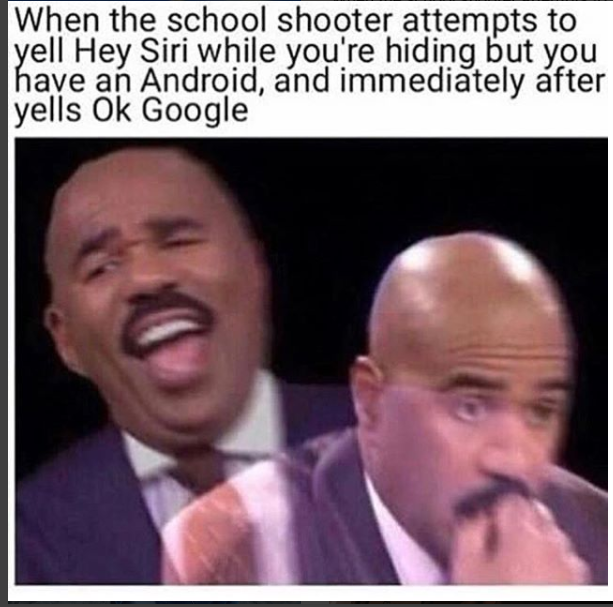 When the school shooter attempts to
yell Hey Siri while you're hiding but you
have an Android, and immediately after
yells Ok Google